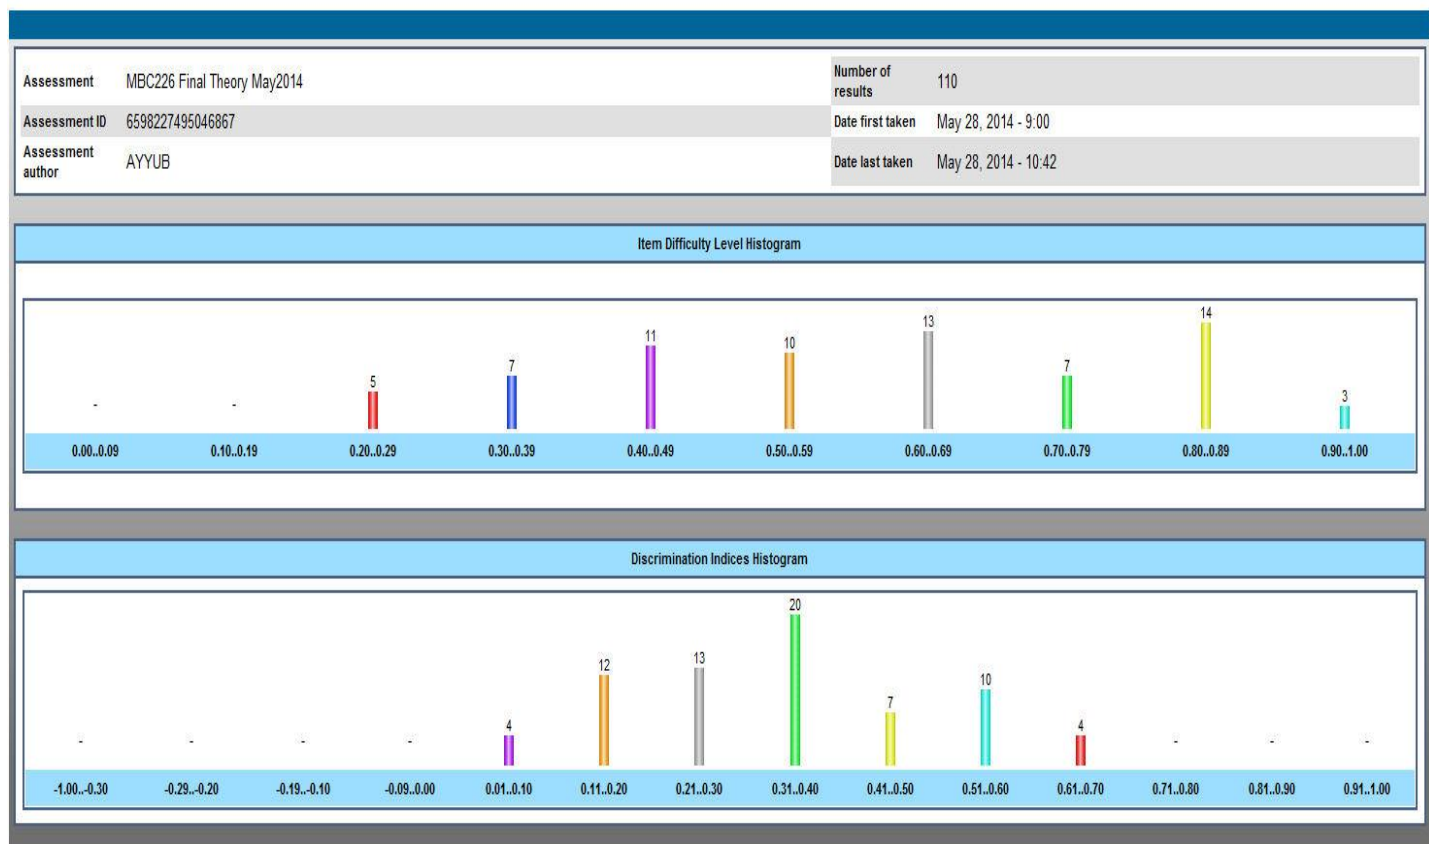 Assessment MBC226 Final Theory May2014 Number of results 110
Assessment ID 6598227495046867 Date first taken May 28, 2014 - 9:00
Assessment author AYYUB Date last taken May 28, 2014 - 10:42
Item Difficulty Level Histogram
- - 5 7 11 10 13 7 14 3
0.00..0.09 0.10..0.19 0.20..0.29 0.30..0.39 0.40..0.49 0.50..0.59 0.60..0.69 0.70..0.79 0.80..0.89 0.90..1.00
Discrimination Indices Histogram
- - - - 4 12 13 20 7 10 4 - - -
-1.00..-0.30 -0.29..-0.20 -0.19..-0.10 -0.09..0.00 0.01..0.10 0.11..0.20 0.21..0.30 0.31..0.40 0.41..0.50 0.51..0.60 0.61..0.70 0.71..0.80 0.81..0.90 0.91..1.00